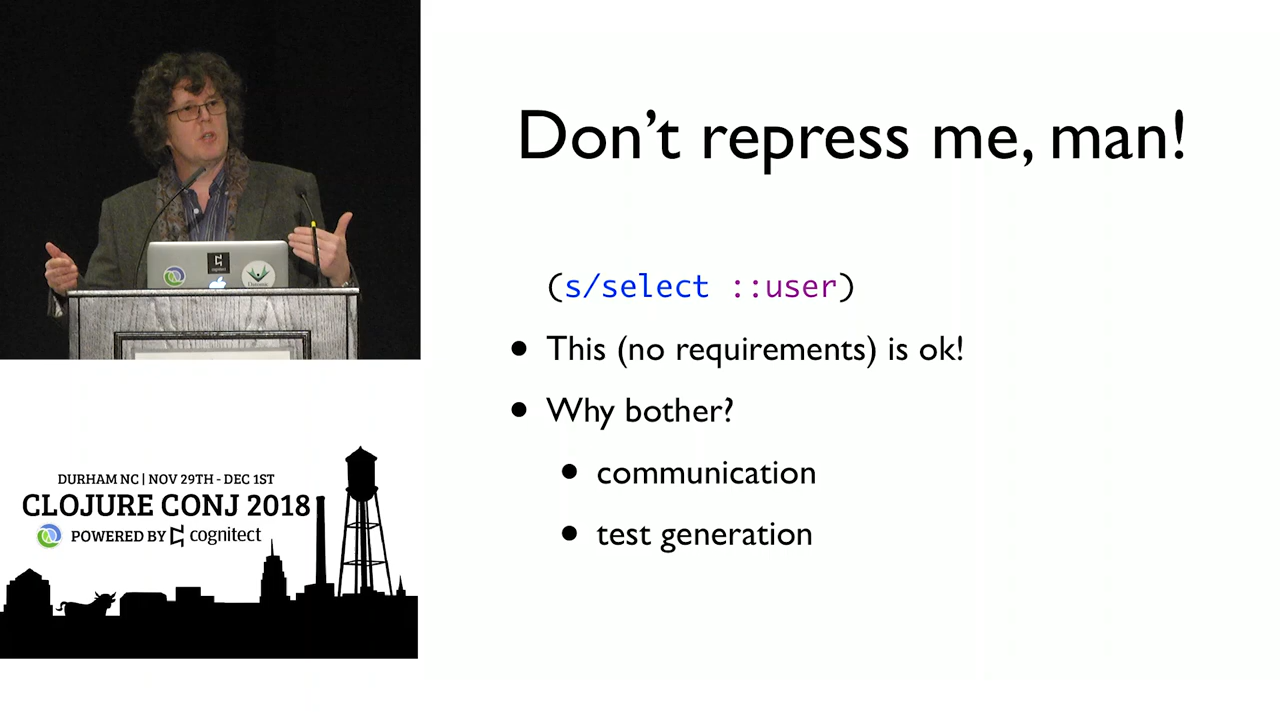 Don't repress me, man!
(s/select ::user)
• This (no requirements) is ok!
• Why bother?
• communication
• test generation
cognitect
DURHAM NC | NOV 29TH - DEC 1ST
CLOJURE CONJ 2018
POWERED BY cognitect